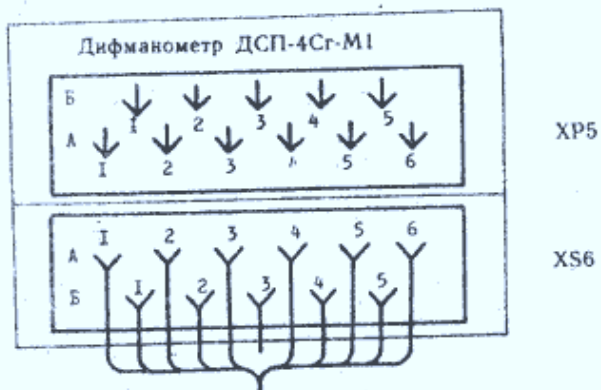 Дифманометр ДСП-4Сг-М1
Б
1 2 3 4 5
А
1 2 3 5 6
XP5
1 2 3 4 5 6
А
XS6
Б
1 2 3 4 5